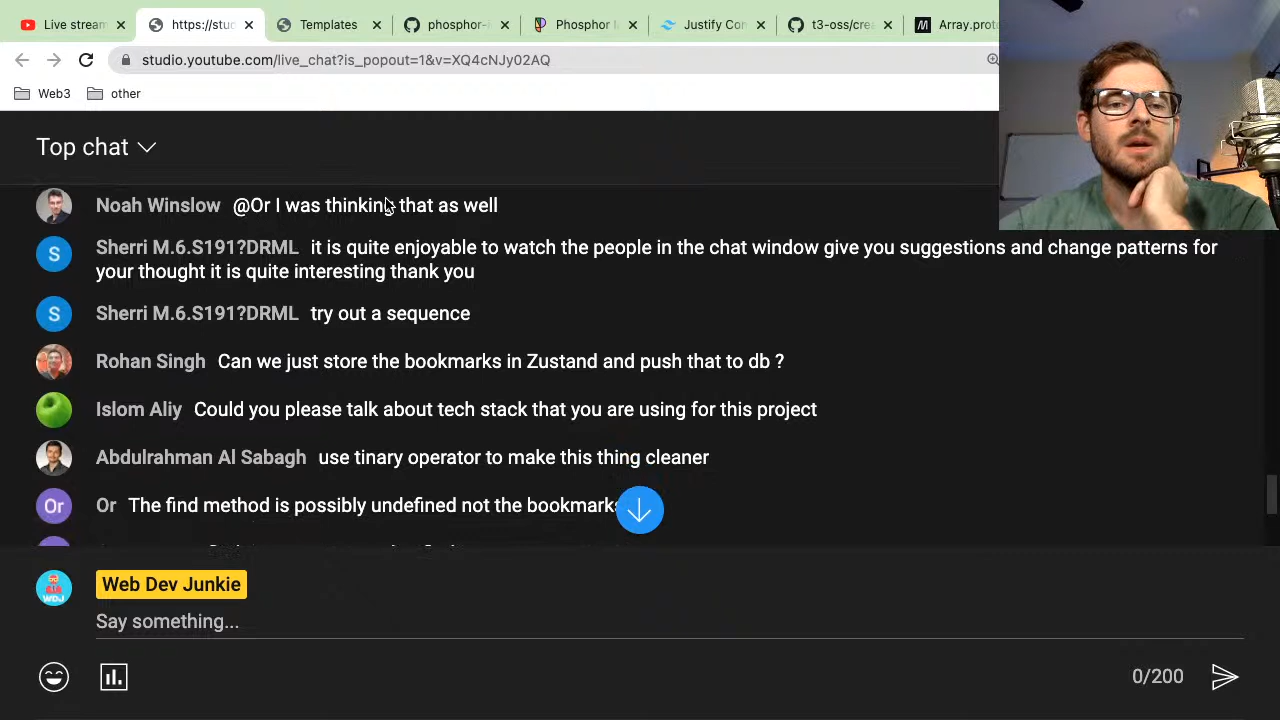 Live stream
https://stud
Templates
phosphor-
Phosphor
Justify Con
t3-oss/crea
Array.proto
studio.youtube.com/live_chat?is_popout=1&v=XQ4cNJy02AQ
Web3
other
Top chat
Noah Winslow @Or I was thinking that as well
Sherri M.6.S191?DRML it is quite enjoyable to watch the people in the chat window give you suggestions and change patterns for
your thought it is quite interesting thank you
Sherri M.6.S191?DRML try out a sequence
Rohan Singh Can we just store the bookmarks in Zustand and push that to db ?
Islom Aliy Could you please talk about tech stack that you are using for this project
Abdulrahman Al Sabagh use tinary operator to make this thing cleaner
Or
Or The find method is possibly undefined not the bookmarks
Web Dev Junkie
Say something...
0/200